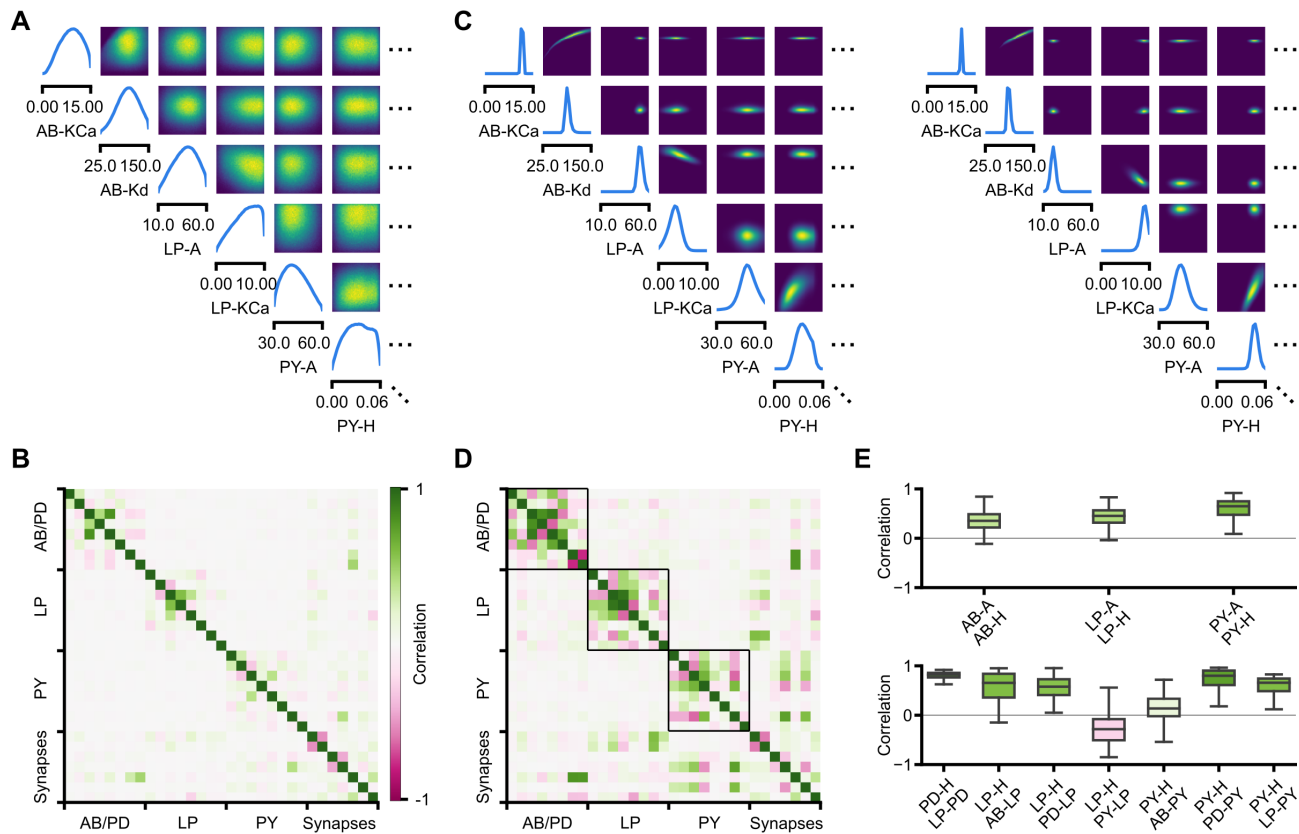 A
...
0.00 15.00
AB-KCa
...
25.0 150.0
AB-Kd
...
10.0 60.0
LP-A
...
0.00 10.00
LP-KCa
...
30.0 60.0
PY-A
...
0.00 0.06
PY-H
C
...
0.00 15.00
AB-KCa
...
25.0 150.0
AB-Kd
...
10.0 60.0
LP-A
...
0.00 10.00
LP-KCa
...
30.0 60.0
PY-A
...
0.00 0.06
PY-H
...
0.00 15.00
AB-KCa
...
25.0 150.0
AB-Kd
...
10.0 60.0
LP-A
...
0.00 10.00
LP-KCa
...
30.0 60.0
PY-A
...
0.00 0.06
PY-H
B
AB/PD
LP
PY
Synapses
AB/PD LP PY Synapses
1
Correlation
-1
D
AB/PD
LP
PY
Synapses
AB/PD LP PY Synapses
E
Correlation
1
0
−1
AB-A
AB-H
LP-A
LP-H
PY-A
PY-H
Correlation
1
0
−1
PD-H
LP-PD
LP-H
AB-LP
LP-H
PD-LP
LP-H
PY-LP
PY-H
AB-PY
PY-H
PD-PY
PY-H
LP-PY